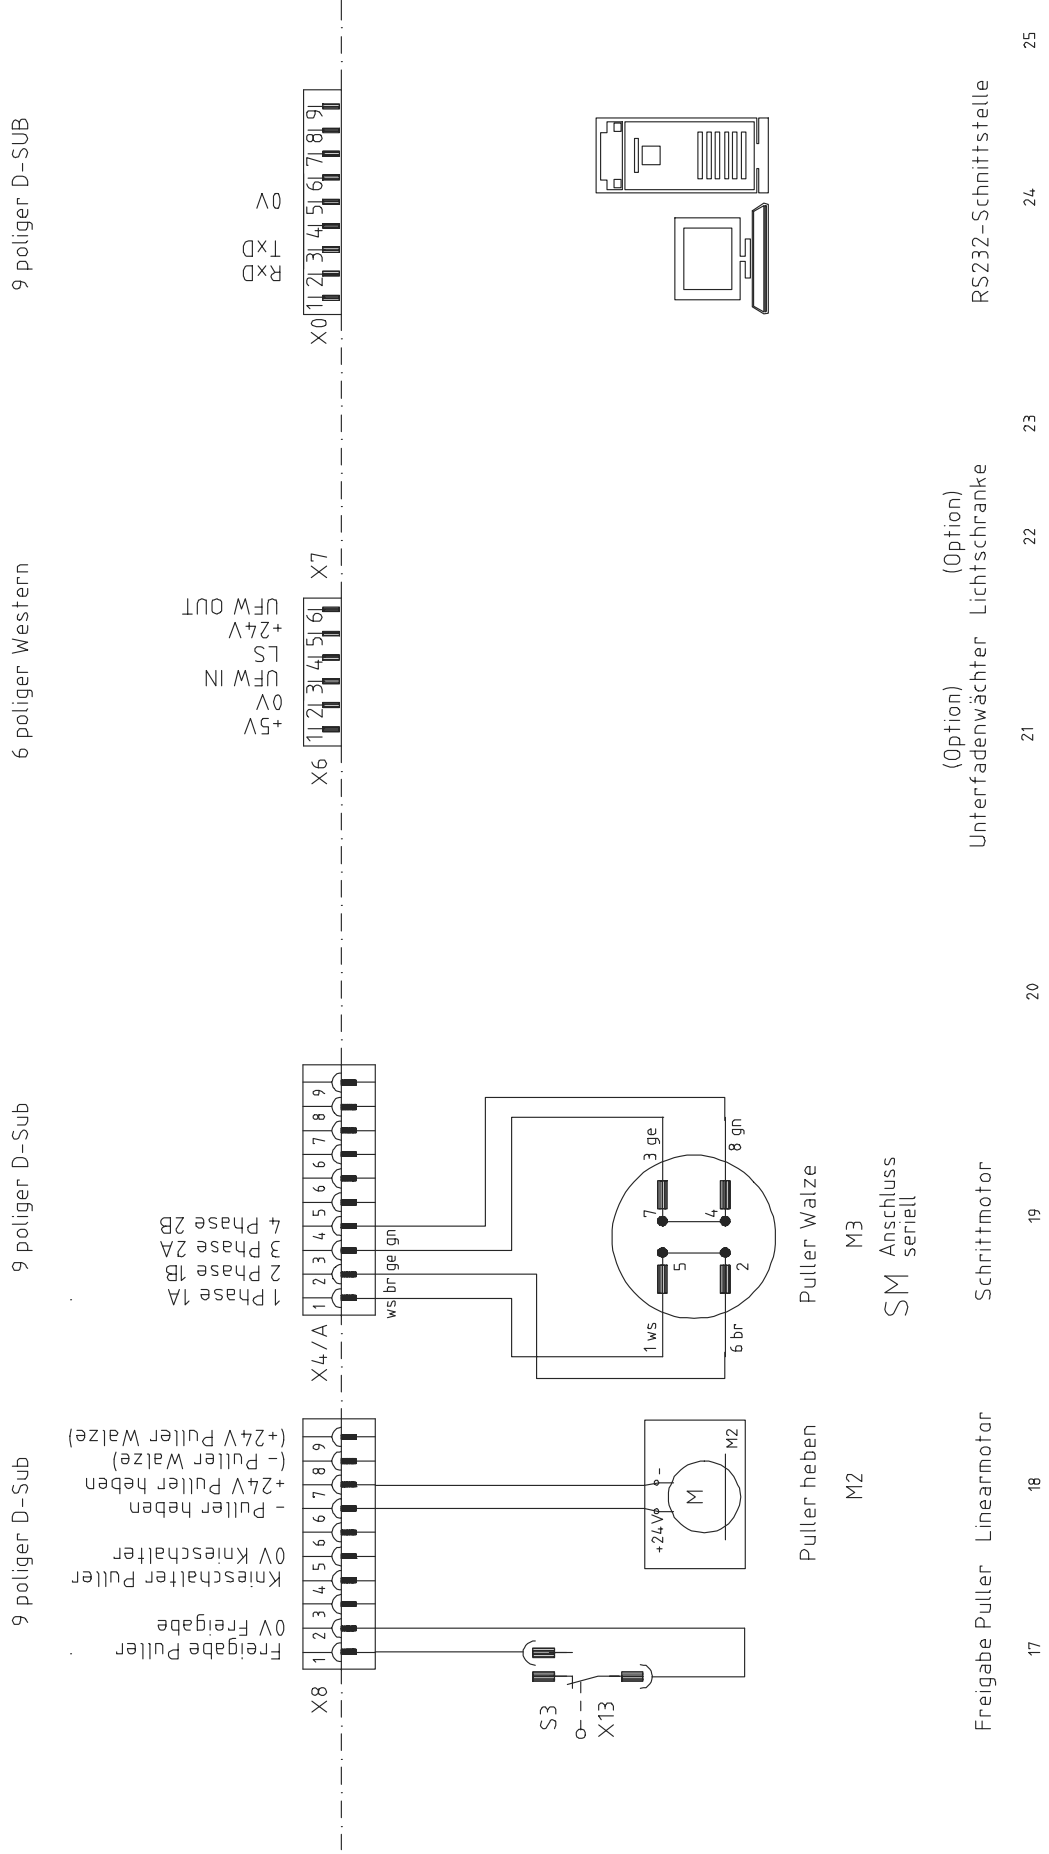 9 poliger D-Sub
9 poliger D-Sub
6 poliger Western
9 poliger D-SUB
Freigabe Puller
0V Freigabe
Knieschalter Puller
0V Knieschalter
- Puller heben
+24V Puller heben
(- Puller Walze)
(+24V Puller Walze)
X8
1 2 3 4 5 6 6 7 8 9
1 Phase 1A
2 Phase 1B
3 Phase 2A
4 Phase 2B
X4/A
1 2 3 4 5 6 6 7 8 9
ws br ge gn
+5V
0V
UFW IN
LS
+24V
UFW OUT
X6
1 2 3 4 5 6
X7
RxD
TxD
0V
X0
1 2 3 4 5 6 7 8 9
S3
X13
+24V
-
M
M2
Puller heben
M2
1 ws
3 ge
5
7
2
4
6 br
8 gn
Puller Walze
M3
SM Anschluss
seriell
Freigabe Puller
Linearmotor
Schrittmotor
(Option)
Unterfadenwächter
(Option)
Lichtschranke
RS232-Schnittstelle
17 18 19 20 21 22 23 24 25